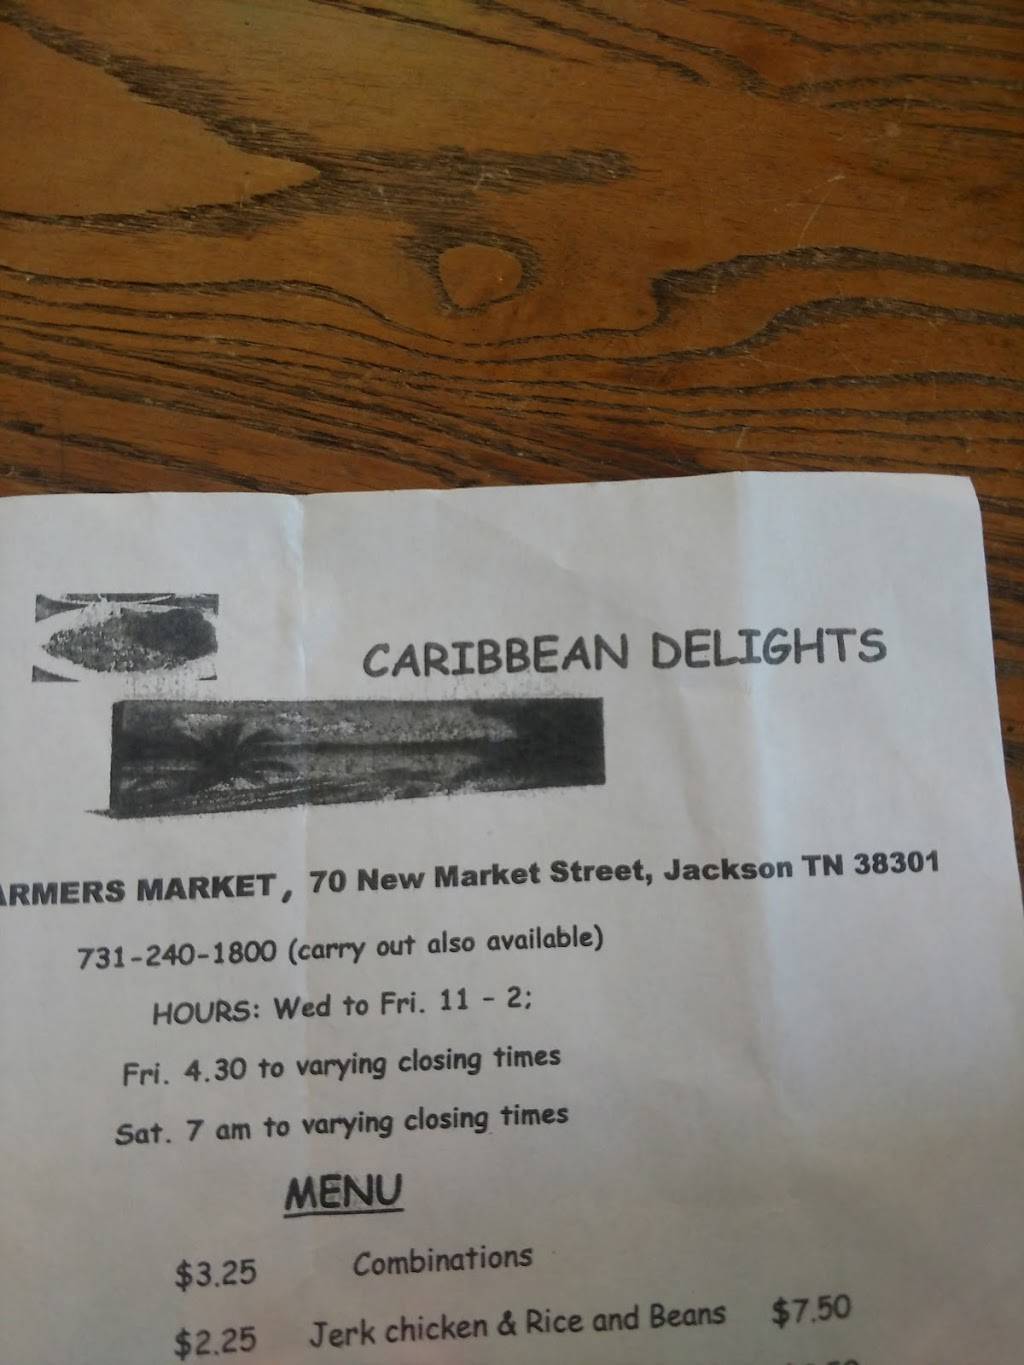 CARIBBEAN DELIGHTS
ARMERS MARKET, 70 New Market Street, Jackson TN 38301
731-240-1800 (carry out also available)
HOURS: Wed to Fri. 11 - 2;
Fri. 4.30 to varying closing times
Sat. 7 am to varying closing times
MENU
$3.25 Combinations
$2.25 Jerk chicken & Rice and Beans $7.50